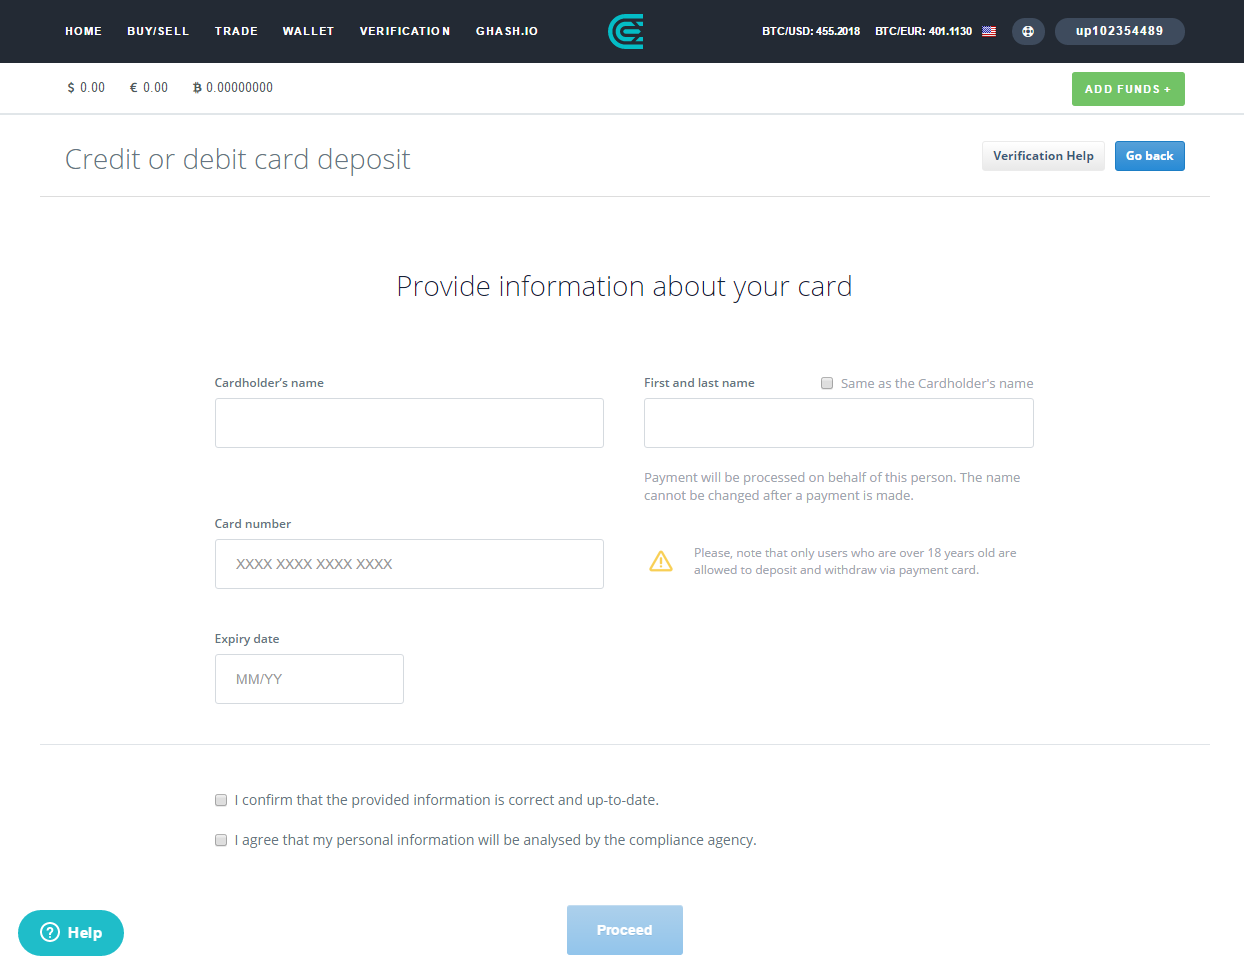 HOME BUY/SELL TRADE WALLET VERIFICATION GHASH.IO BTC/USD: 455.2018 BTC/EUR: 401.1130 up102354489
$ 0.00 € 0.00 ₿ 0.00000000 ADD FUNDS +
Credit or debit card deposit Verification Help Go back
Provide information about your card
Cardholder's name
First and last name Same as the Cardholder's name
Payment will be processed on behalf of this person. The name
cannot be changed after a payment is made.
Card number
XXXX XXXX XXXX XXXX
Please, note that only users who are over 18 years old are
allowed to deposit and withdraw via payment card.
Expiry date
MM/YY
I confirm that the provided information is correct and up-to-date.
I agree that my personal information will be analysed by the compliance agency.
Proceed
Help